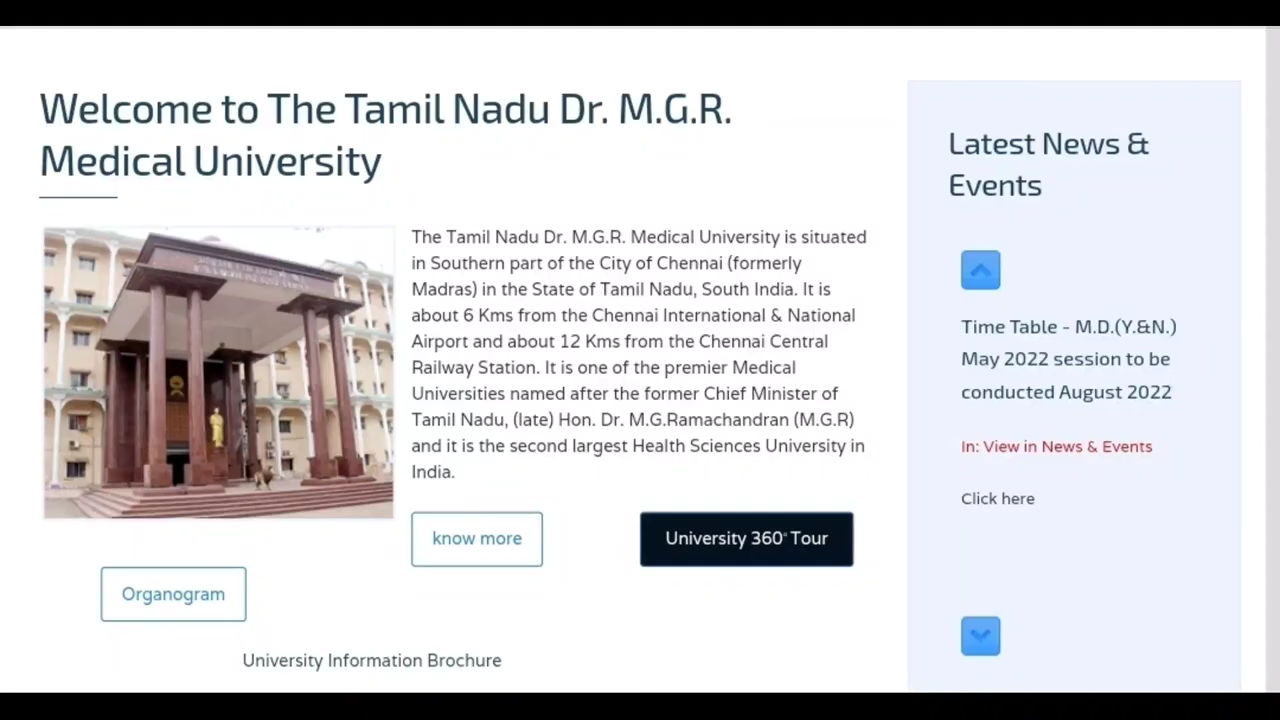 Welcome to The Tamil Nadu Dr. M.G.R.
Medical University
The Tamil Nadu Dr. M.G.R. Medical University is situated
in Southern part of the City of Chennai (formerly
Madras) in the State of Tamil Nadu, South India. It is
about 6 Kms from the Chennai International & National
Airport and about 12 Kms from the Chennai Central
Railway Station. It is one of the premier Medical
Universities named after the former Chief Minister of
Tamil Nadu, (late) Hon. Dr. M.G.Ramachandran (M.G.R)
and it is the second largest Health Sciences University in
India.
know more
University 360° Tour
Organogram
University Information Brochure
Latest News &
Events
Time Table - M.D.(Y.&N.)
May 2022 session to be
conducted August 2022
In: View in News & Events
Click here